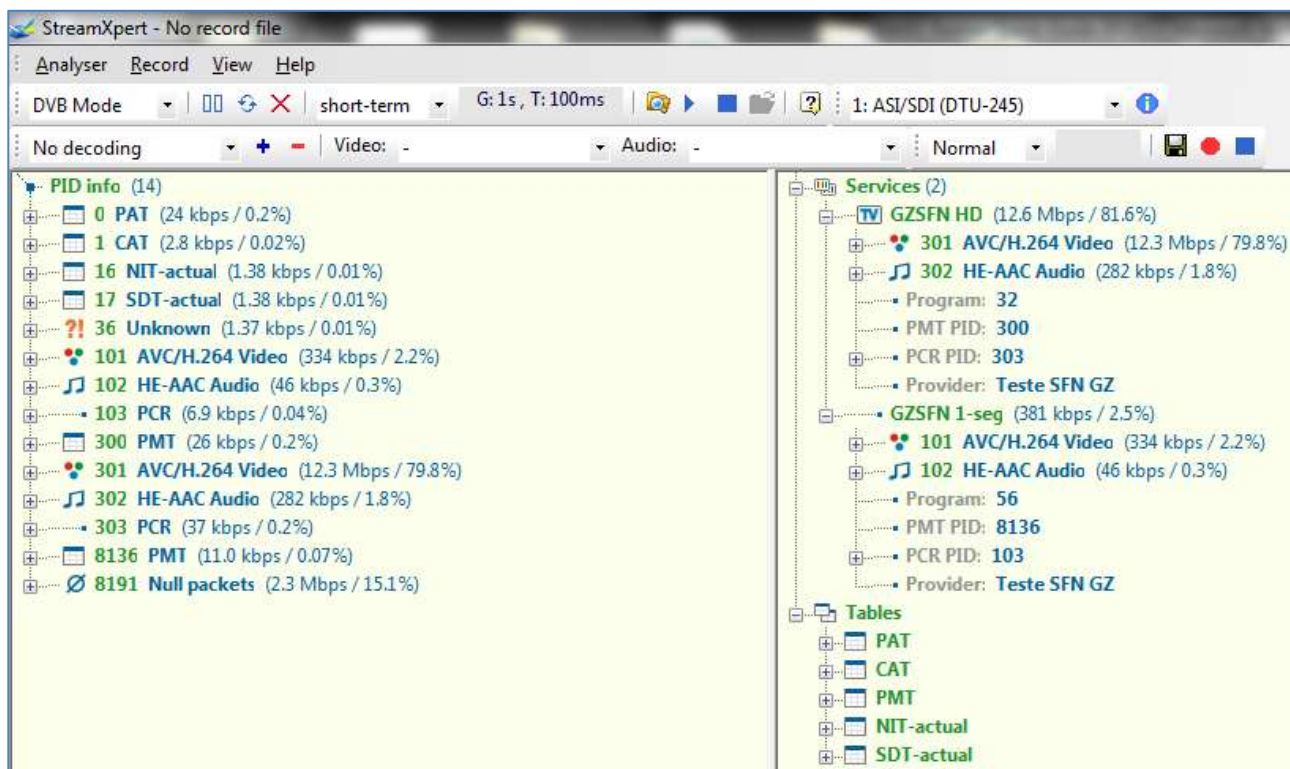 StreamXpert - No record file
Analyser Record View Help
DVB Mode short-term G: 1s , T: 100ms 1: ASI/SDI (DTU-245)
No decoding Video: - Audio: - Normal
PID info (14)
0 PAT (24 kbps / 0.2%)
1 CAT (2.8 kbps / 0.02%)
16 NIT-actual (1.38 kbps / 0.01%)
17 SDT-actual (1.38 kbps / 0.01%)
?! 36 Unknown (1.37 kbps / 0.01%)
101 AVC/H.264 Video (334 kbps / 2.2%)
102 HE-AAC Audio (46 kbps / 0.3%)
103 PCR (6.9 kbps / 0.04%)
300 PMT (26 kbps / 0.2%)
301 AVC/H.264 Video (12.3 Mbps / 79.8%)
302 HE-AAC Audio (282 kbps / 1.8%)
303 PCR (37 kbps / 0.2%)
8136 PMT (11.0 kbps / 0.07%)
8191 Null packets (2.3 Mbps / 15.1%)
Services (2)
TV GZSFN HD (12.6 Mbps / 81.6%)
301 AVC/H.264 Video (12.3 Mbps / 79.8%)
302 HE-AAC Audio (282 kbps / 1.8%)
Program: 32
PMT PID: 300
PCR PID: 303
Provider: Teste SFN GZ
GZSFN 1-seg (381 kbps / 2.5%)
101 AVC/H.264 Video (334 kbps / 2.2%)
102 HE-AAC Audio (46 kbps / 0.3%)
Program: 56
PMT PID: 8136
PCR PID: 103
Provider: Teste SFN GZ
Tables
PAT
CAT
PMT
NIT-actual
SDT-actual